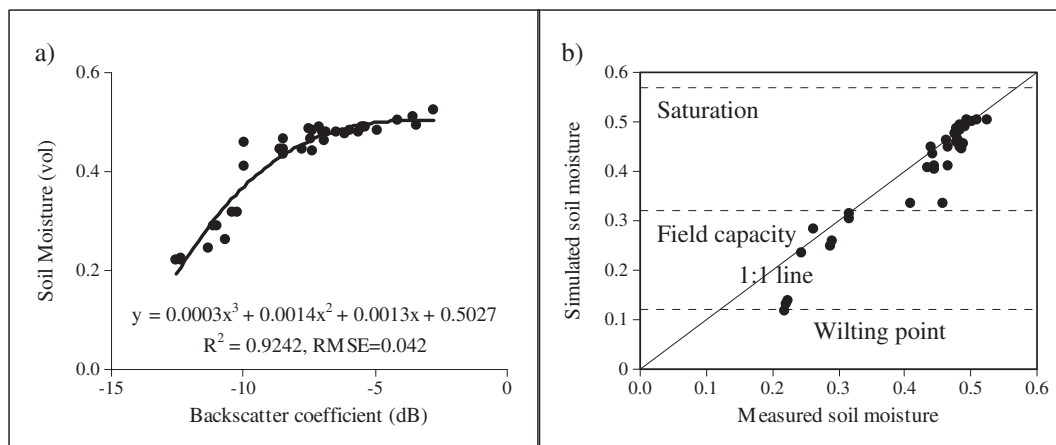 a)
0.6
0.4
0.2
0.0
Soil Moisture (vol)
y = 0.0003x³ + 0.0014x² + 0.0013x + 0.5027
R² = 0.9242, RMSE=0.042
-15
-10
-5
0
Backscatter coefficient (dB)
b)
0.6
0.5
0.4
0.3
0.2
0.1
0.0
Simulated soil moisture
Saturation
Field capacity
1:1 line
Wilting point
0.0
0.1
0.2
0.3
0.4
0.5
0.6
Measured soil moisture